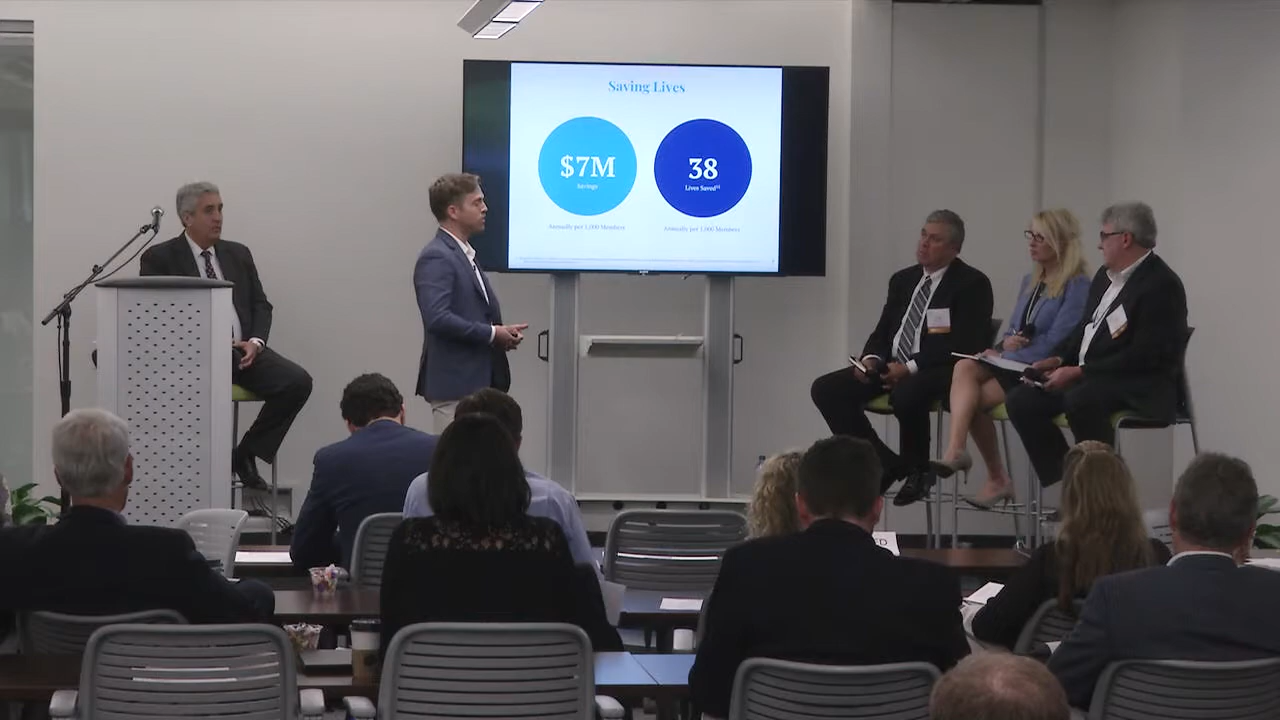 Saving Lives
$7M
Savings
38
Lives Saved
Annually per 1,000 Members
Annually per 1,000 Members